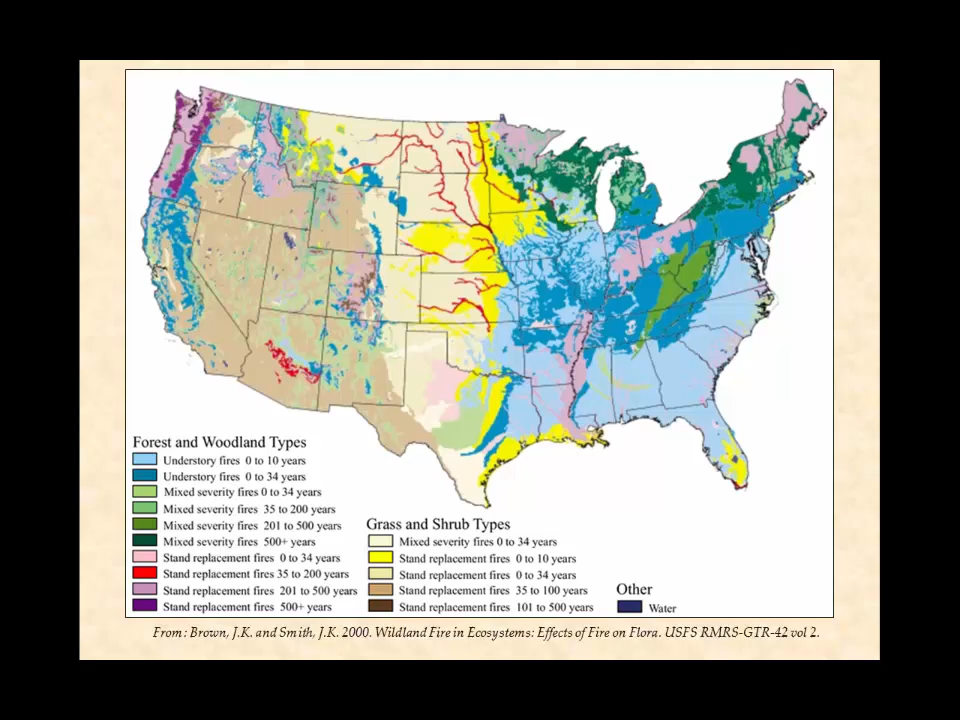 Forest and Woodland Types
Understory fires 0 to 10 years
Understory fires 0 to 34 years
Mixed severity fires 0 to 34 years
Mixed severity fires 35 to 200 years
Mixed severity fires 201 to 500 years
Mixed severity fires 500+ years
Stand replacement fires 0 to 34 years
Stand replacement fires 35 to 200 years
Stand replacement fires 201 to 500 years
Stand replacement fires 500+ years
Grass and Shrub Types
Mixed severity fires 0 to 34 years
Stand replacement fires 0 to 10 years
Stand replacement fires 0 to 34 years
Stand replacement fires 35 to 100 years
Stand replacement fires 101 to 500 years
Other
Water
From: Brown, J.K. and Smith, J.K. 2000. Wildland Fire in Ecosystems: Effects of Fire on Flora. USFS RMRS-GTR-42 vol 2.